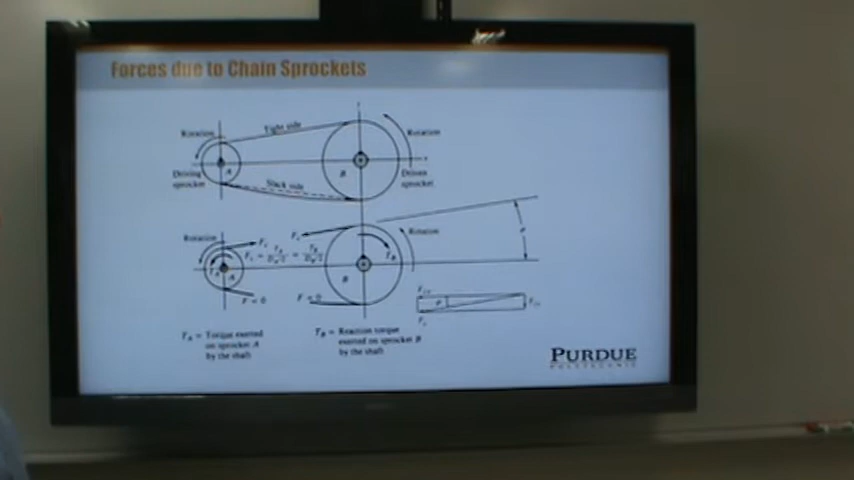 Forces due to Chain Sprockets
Rotation
Tight side
Rotation
A
B
Driving
sprocket
Slack side
Driven
sprocket
Rotation
Rotation
A
B
F = 0
F = 0
T_A = Torque exerted
on sprocket A
by the shaft
T_B = Reaction torque
exerted on sprocket B
by the shaft
PURDUE
POLYTECHNIC